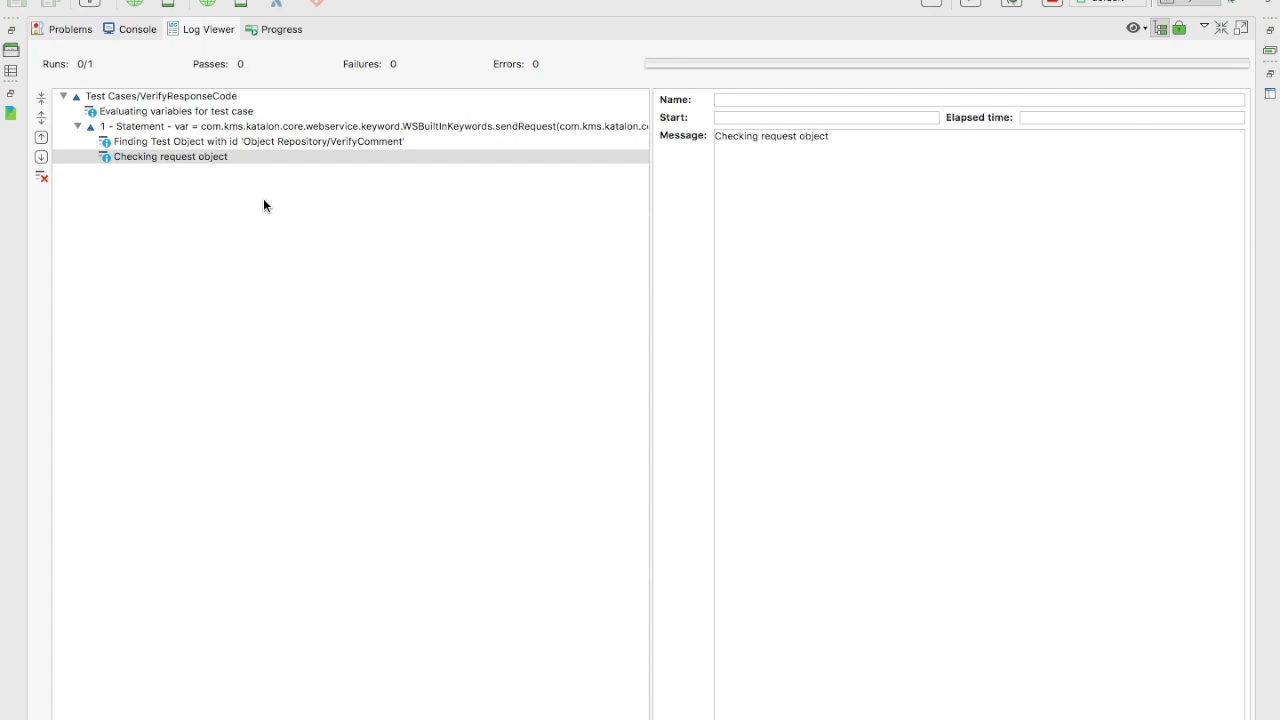 Problems Console Log Viewer Progress
Runs: 0/1 Passes: 0 Failures: 0 Errors: 0
Test Cases/VerifyResponseCode
Evaluating variables for test case
1 - Statement - var = com.kms.katalon.core.webservice.keyword.WSBuiltInKeywords.sendRequest(com.kms.katalon.c
Finding Test Object with id 'Object Repository/VerifyComment'
Checking request object
Name:
Start: Elapsed time:
Message: Checking request object